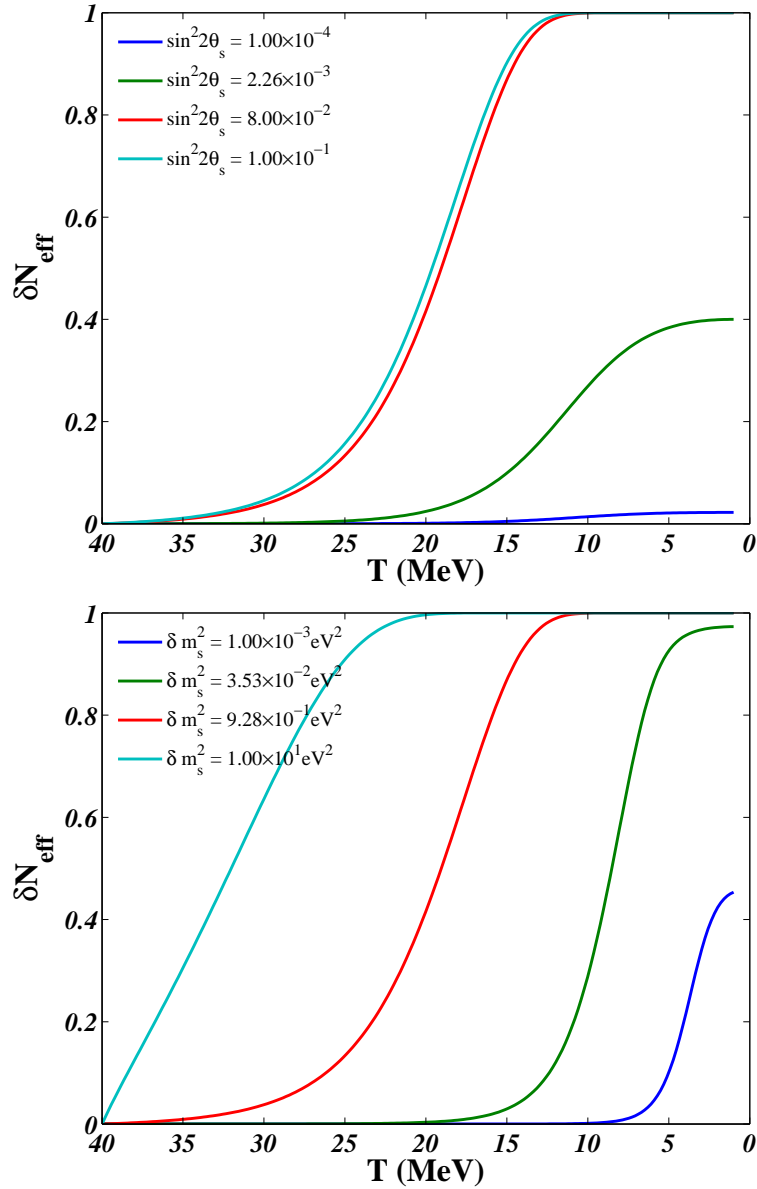 1
sin²2θₛ = 1.00×10⁻⁴
sin²2θₛ = 2.26×10⁻³
sin²2θₛ = 8.00×10⁻²
sin²2θₛ = 1.00×10⁻¹
0.8
0.6
0.4
0.2
0
δN_eff
40 35 30 25 20 15 10 5 0
T (MeV)
1
δ m²ₛ = 1.00×10⁻³eV²
δ m²ₛ = 3.53×10⁻²eV²
δ m²ₛ = 9.28×10⁻¹eV²
δ m²ₛ = 1.00×10¹eV²
0.8
0.6
0.4
0.2
0
δN_eff
40 35 30 25 20 15 10 5 0
T (MeV)